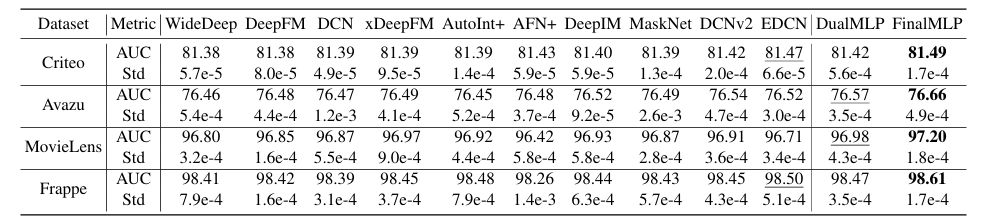 Dataset Metric WideDeep DeepFM DCN xDeepFM AutoInt+ AFN+ DeepIM MaskNet DCNv2 EDCN DualMLP FinalMLP
Criteo AUC 81.38 81.38 81.39 81.39 81.39 81.43 81.40 81.39 81.42 81.47 81.42 81.49
Std 5.7e-5 8.0e-5 4.9e-5 9.5e-5 1.4e-4 5.9e-5 5.9e-5 1.3e-4 2.0e-4 6.6e-5 5.6e-4 1.7e-4
Avazu AUC 76.46 76.48 76.47 76.49 76.45 76.48 76.52 76.49 76.54 76.52 76.57 76.66
Std 5.4e-4 4.4e-4 1.2e-3 4.1e-4 5.2e-4 3.7e-4 9.2e-5 2.6e-3 4.7e-4 3.0e-4 3.5e-4 4.9e-4
MovieLens AUC 96.80 96.85 96.87 96.97 96.92 96.42 96.93 96.87 96.91 96.71 96.98 97.20
Std 3.2e-4 1.6e-4 5.5e-4 9.0e-4 4.4e-4 5.8e-4 5.8e-4 2.8e-4 3.6e-4 3.4e-4 4.3e-4 1.8e-4
Frappe AUC 98.41 98.42 98.39 98.45 98.48 98.26 98.44 98.43 98.45 98.50 98.47 98.61
Std 7.9e-4 1.6e-4 3.1e-4 3.7e-4 7.9e-4 1.4e-3 6.3e-4 5.7e-4 4.3e-4 5.1e-4 3.5e-4 1.7e-4